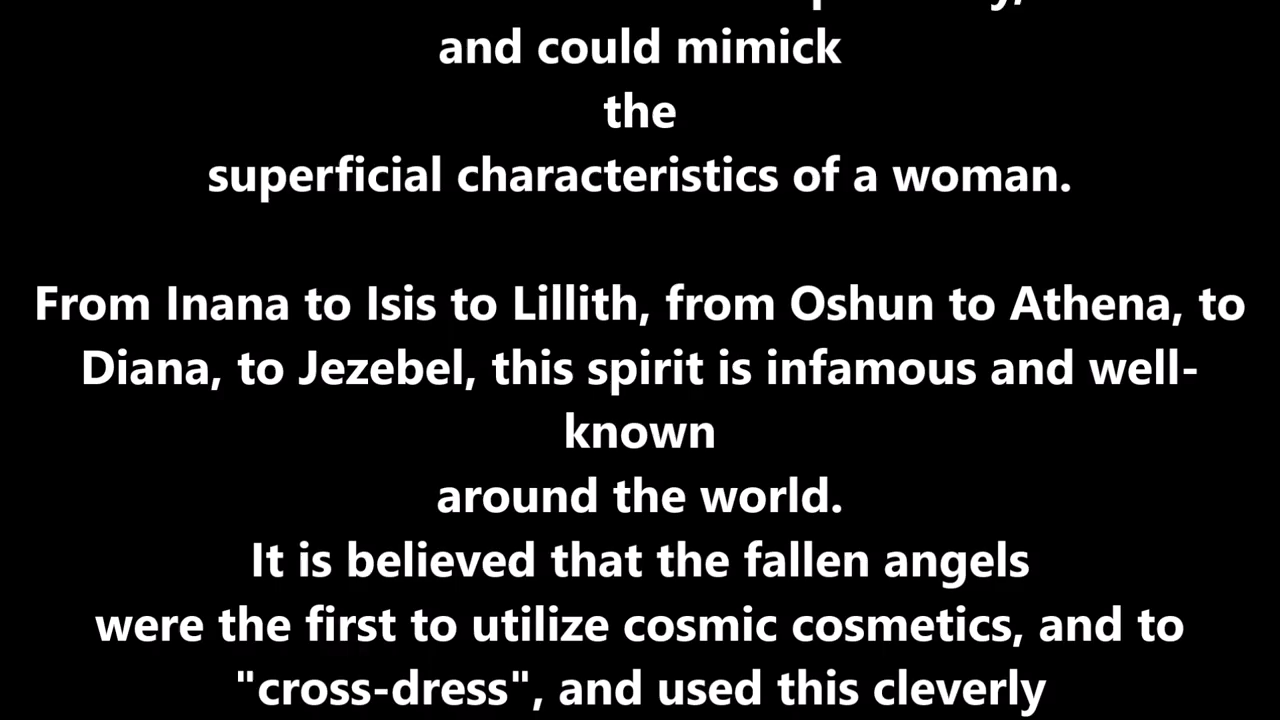 and could mimick
the
superficial characteristics of a woman.
From Inana to Isis to Lillith, from Oshun to Athena, to
Diana, to Jezebel, this spirit is infamous and well-
known
around the world.
It is believed that the fallen angels
were the first to utilize cosmic cosmetics, and to
"cross-dress", and used this cleverly